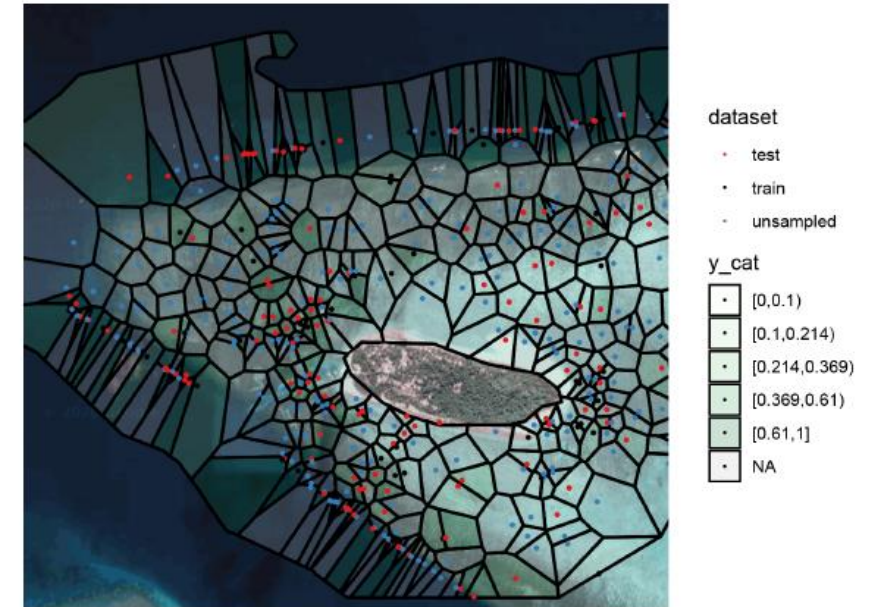 dataset
test
train
unsampled
y_cat
[0,0.1)
[0.1,0.214)
[0.214,0.369)
[0.369,0.61)
[0.61,1]
NA